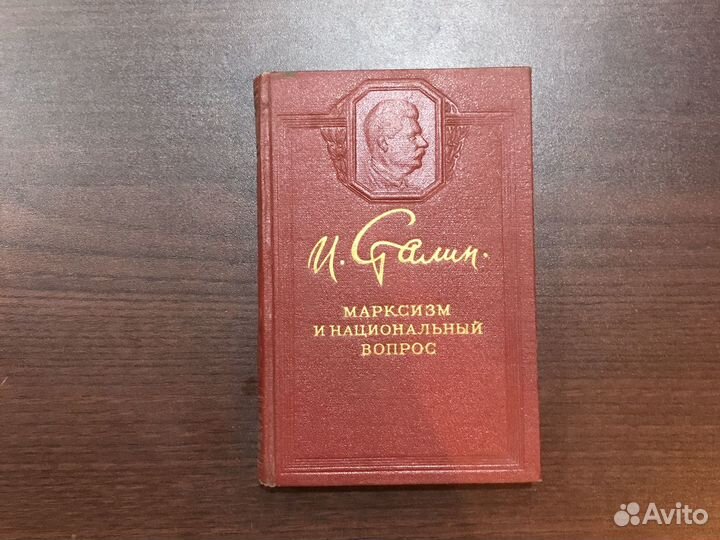 И. Сталин.
МАРКСИЗМ
И НАЦИОНАЛЬНЫЙ
ВОПРОС
Avito